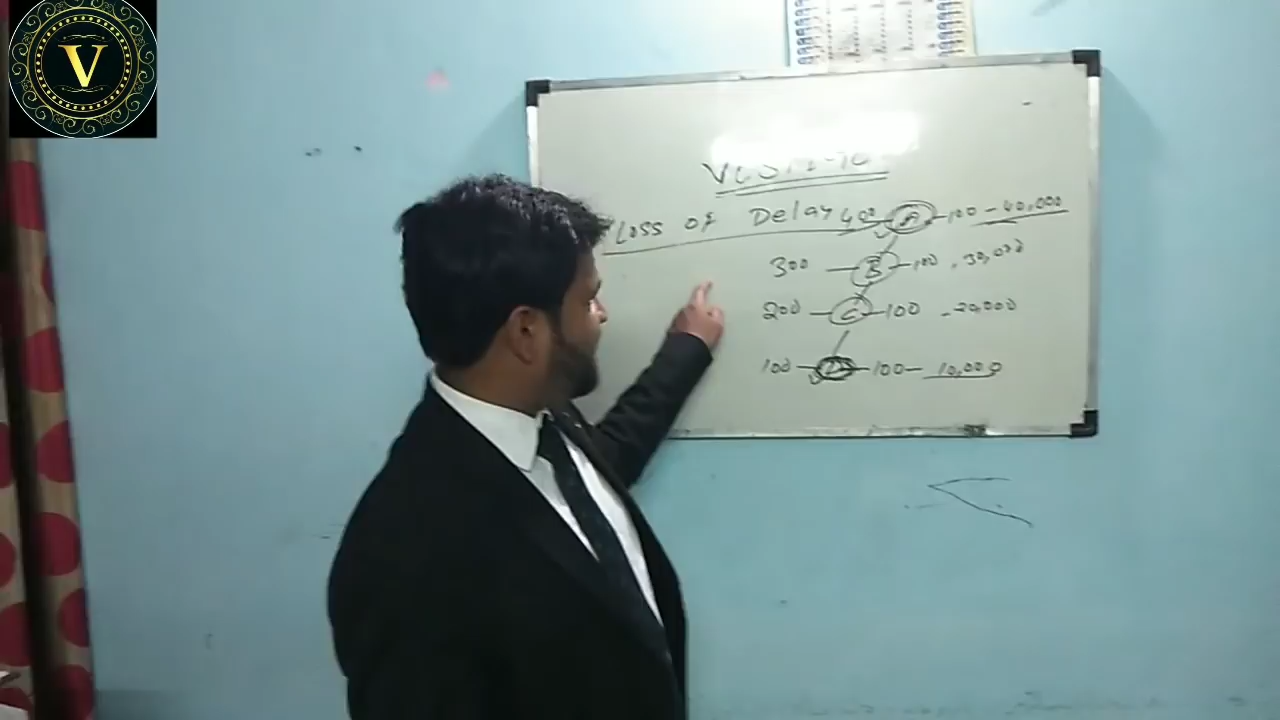 V
Loss of Delay 400 A 100 - 40,000
300 B 100 - 30,000
200 C 100 - 20,000
100 D 100 - 10,000